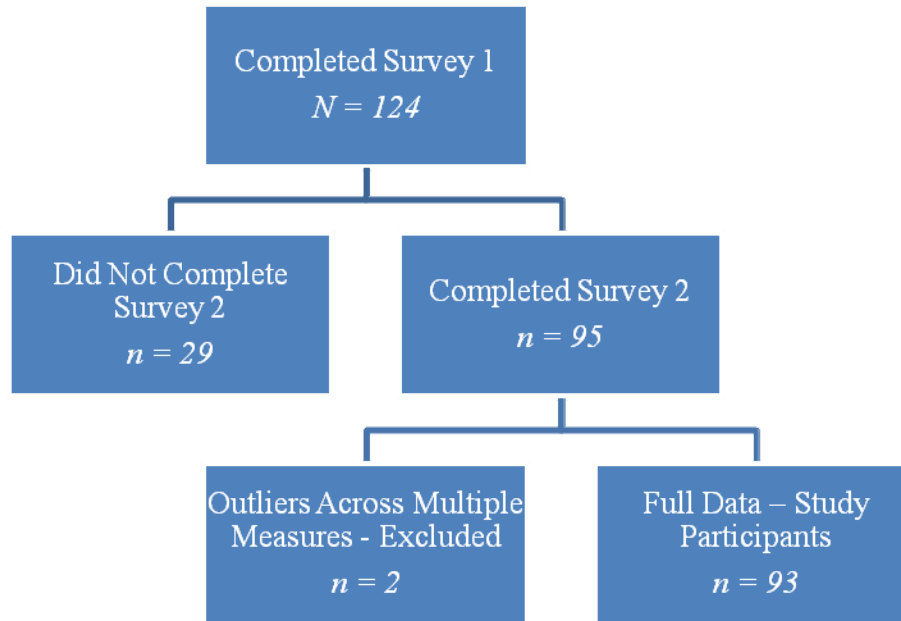 Completed Survey 1
N = 124
Did Not Complete
Survey 2
n = 29
Completed Survey 2
n = 95
Outliers Across Multiple
Measures - Excluded
n = 2
Full Data – Study
Participants
n = 93